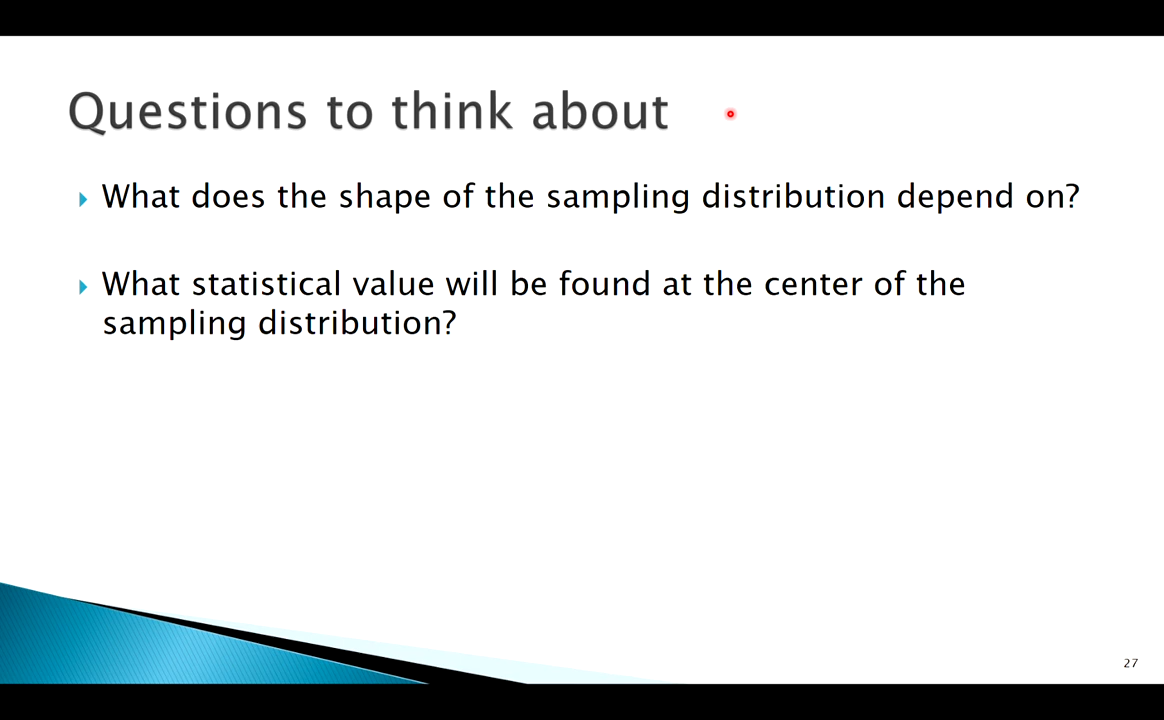 Questions to think about
What does the shape of the sampling distribution depend on?
What statistical value will be found at the center of the
sampling distribution?
27